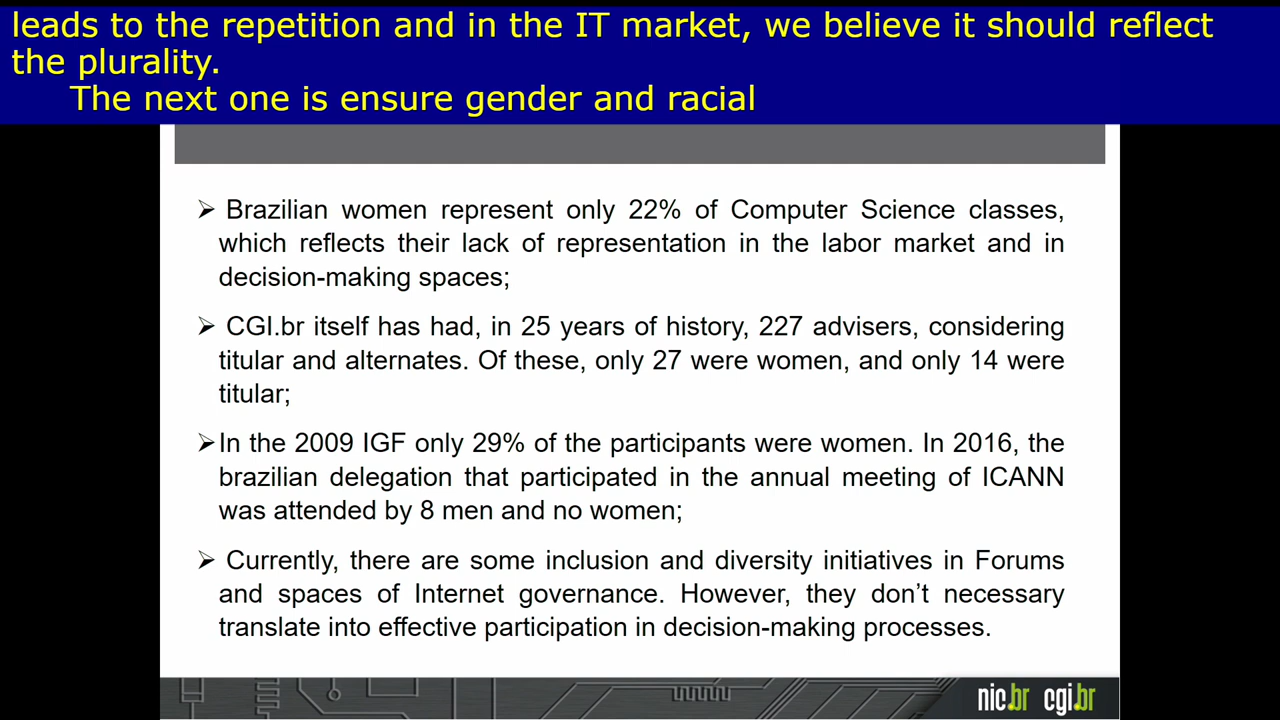 leads to the repetition and in the IT market, we believe it should reflect
the plurality.
The next one is ensure gender and racial
➢ Brazilian women represent only 22% of Computer Science classes,
which reflects their lack of representation in the labor market and in
decision-making spaces;
➢ CGI.br itself has had, in 25 years of history, 227 advisers, considering
titular and alternates. Of these, only 27 were women, and only 14 were
titular;
➢In the 2009 IGF only 29% of the participants were women. In 2016, the
brazilian delegation that participated in the annual meeting of ICANN
was attended by 8 men and no women;
➢ Currently, there are some inclusion and diversity initiatives in Forums
and spaces of Internet governance. However, they don’t necessary
translate into effective participation in decision-making processes.
nic.br cgi.br